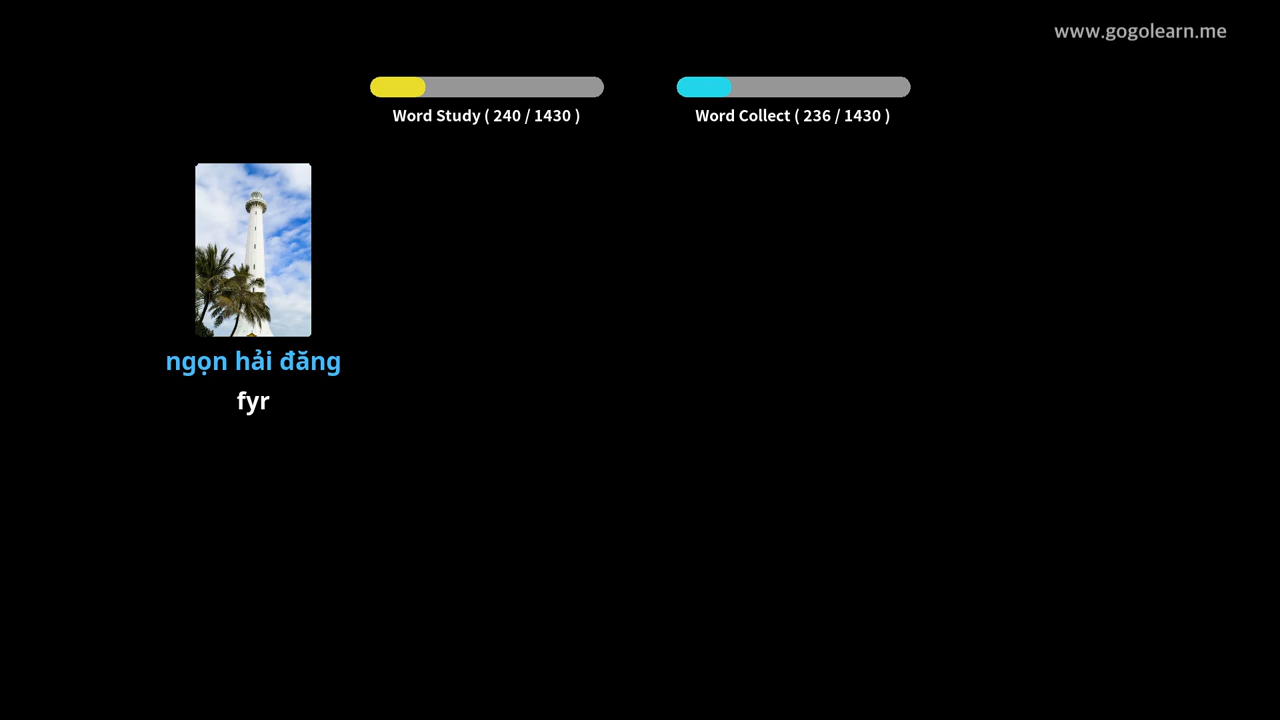 www.gogolearn.me
Word Study ( 240 / 1430 )
Word Collect ( 236 / 1430 )
ngọn hải đăng
fyr